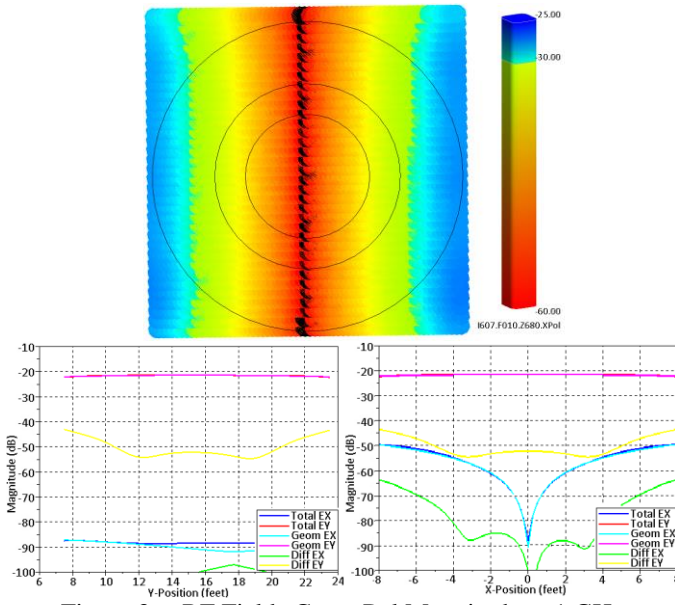 -25.00
-30.00
-60.00
I607.F010.Z680.XPol
-10
-20
-30
-40
-50
-60
-70
-80
-90
-100
Magnitude (dB)
6 8 10 12 14 16 18 20 22 24
Y-Position (feet)
Total EX
Total EY
Geom EX
Geom EY
Diff EX
Diff EY
-10
-20
-30
-40
-50
-60
-70
-80
-90
-100
Magnitude (dB)
-8 -6 -4 -2 0 2 4 6 8
X-Position (feet)
Total EX
Total EY
Geom EX
Geom EY
Diff EX
Diff EY